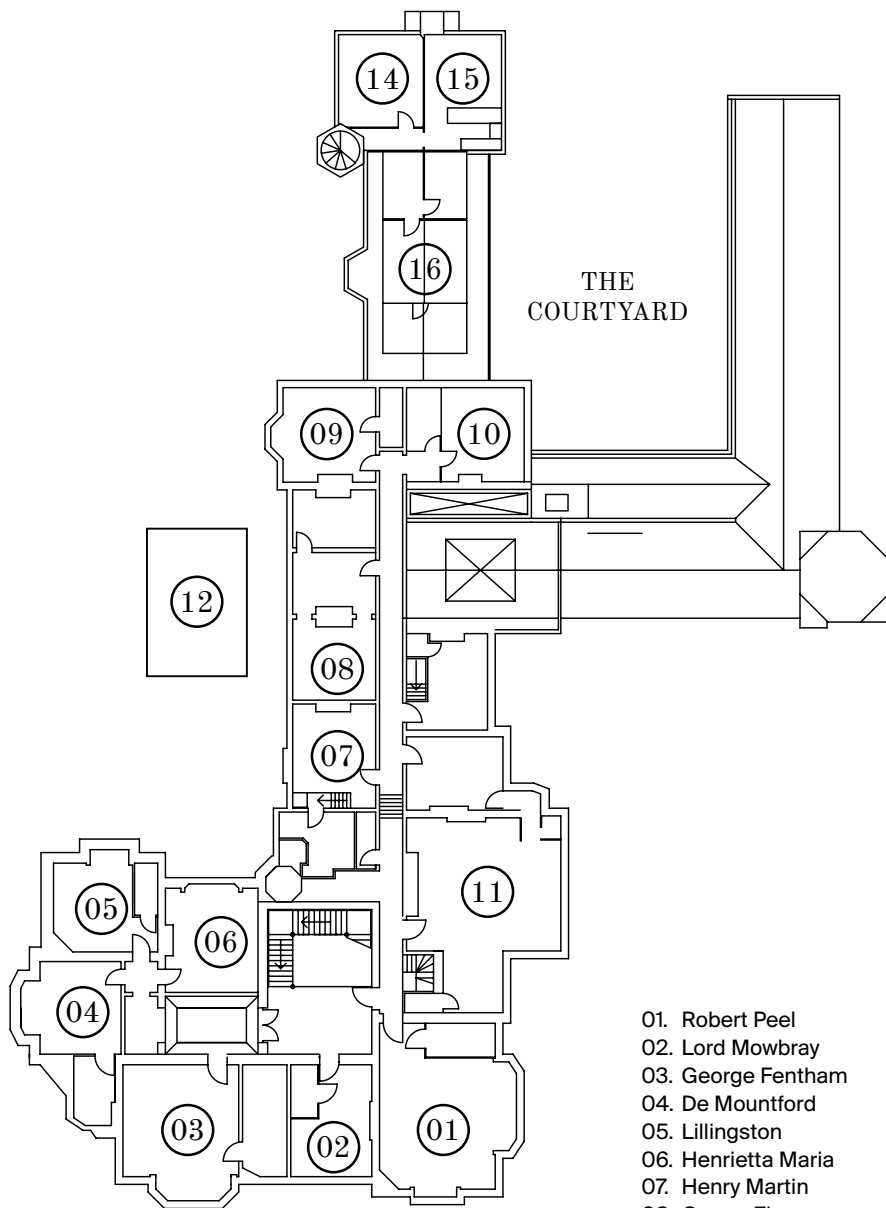 14
15
16
THE
COURTYARD
09
10
12
08
07
11
05
06
04
03
02
01
01. Robert Peel
02. Lord Mowbray
03. George Fentham
04. De Mountford
05. Lillingston
06. Henrietta Maria
07. Henry Martin